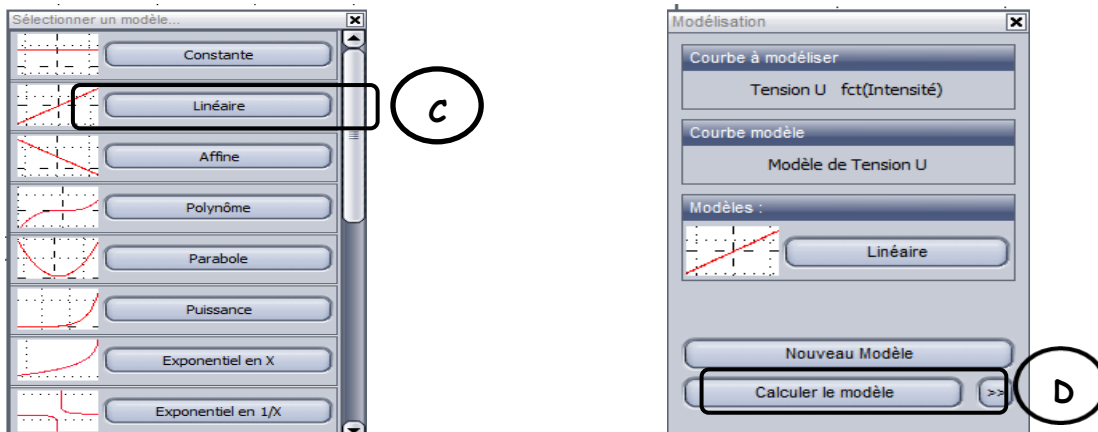 Sélectionner un modèle...
Constante
Linéaire
C
Affine
Polynôme
Parabole
Puissance
Exponentiel en X
Exponentiel en 1/X
Modélisation
Courbe à modéliser
Tension U fct(Intensité)
Courbe modèle
Modèle de Tension U
Modèles :
Linéaire
Nouveau Modèle
Calculer le modèle >>
D